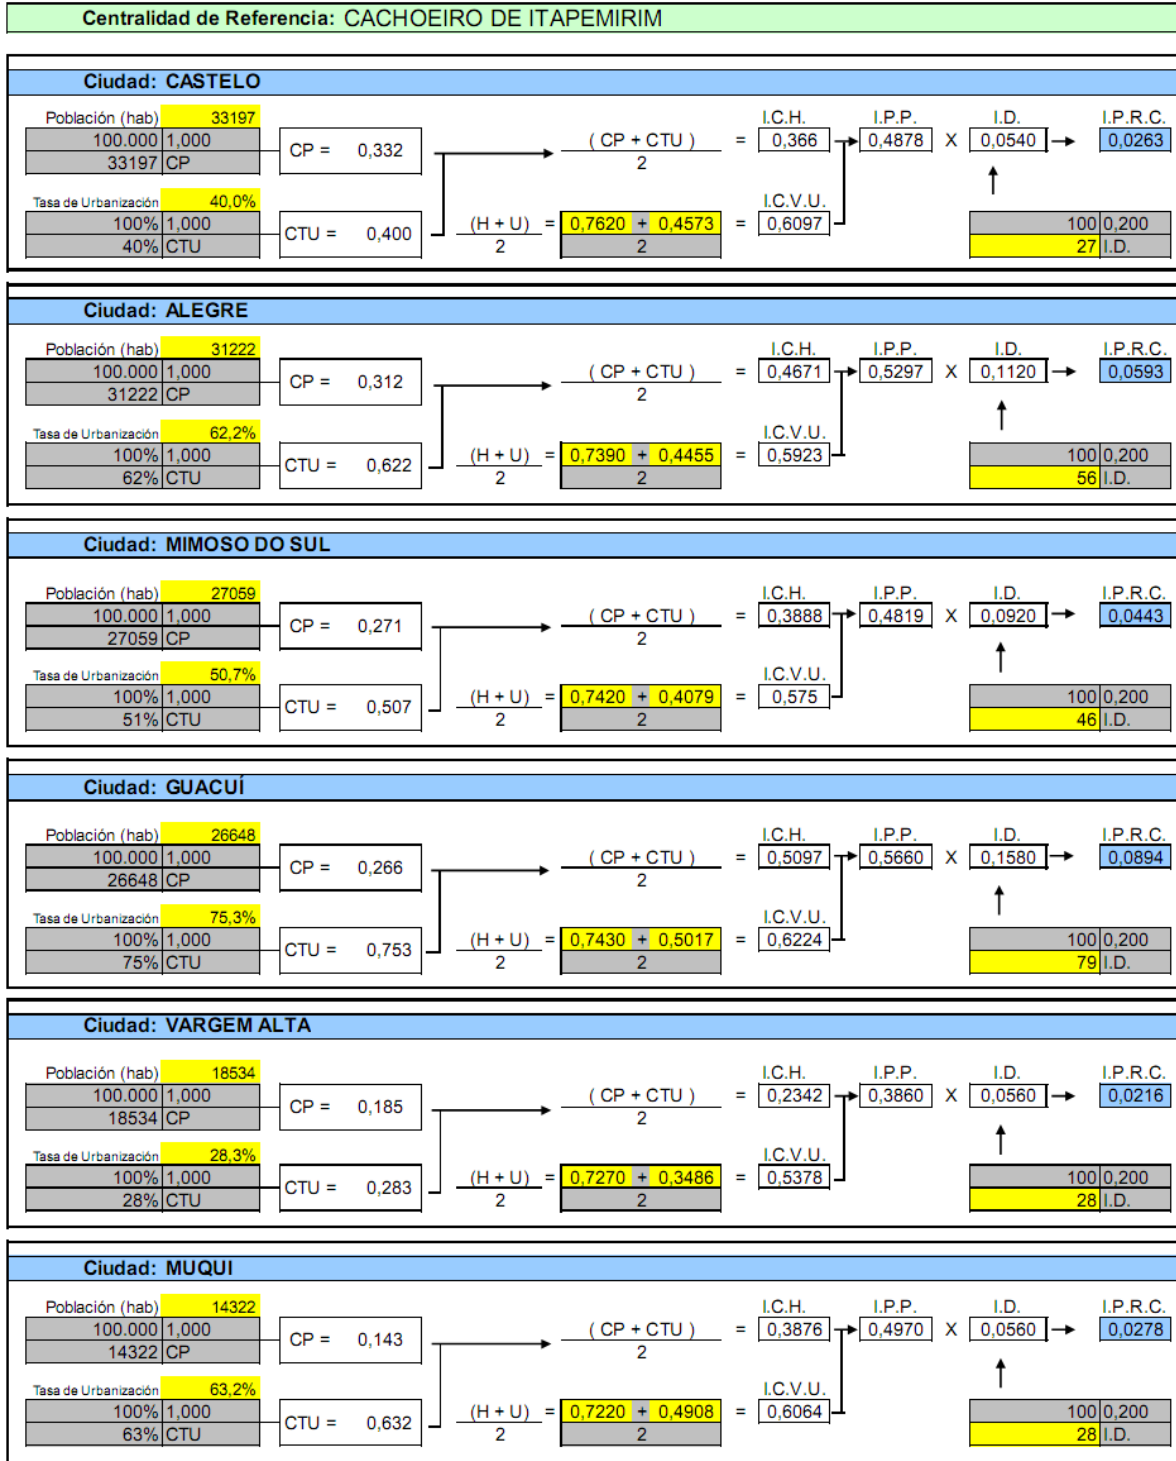 Centralidad de Referencia: CACHOEIRO DE ITAPEMIRIM
Ciudad: CASTELO
Población (hab) 33197 I.C.H. I.P.P. I.D. I.P.R.C.
100.000 1,000 CP = 0,332 ( CP + CTU ) = 0,366 0,4878 X 0,0540 0,0263
33197 CP 2
Tasa de Urbanización 40,0% I.C.V.U.
100% 1,000 CTU = 0,400 (H + U) = 0,7620 + 0,4573 = 0,6097 100 0,200
40% CTU 2 2 27 I.D.
Ciudad: ALEGRE
Población (hab) 31222 I.C.H. I.P.P. I.D. I.P.R.C.
100.000 1,000 CP = 0,312 ( CP + CTU ) = 0,4671 0,5297 X 0,1120 0,0593
31222 CP 2
Tasa de Urbanización 62,2% I.C.V.U.
100% 1,000 CTU = 0,622 (H + U) = 0,7390 + 0,4455 = 0,5923 100 0,200
62% CTU 2 2 56 I.D.
Ciudad: MIMOSO DO SUL
Población (hab) 27059 I.C.H. I.P.P. I.D. I.P.R.C.
100.000 1,000 CP = 0,271 ( CP + CTU ) = 0,3888 0,4819 X 0,0920 0,0443
27059 CP 2
Tasa de Urbanización 50,7% I.C.V.U.
100% 1,000 CTU = 0,507 (H + U) = 0,7420 + 0,4079 = 0,575 100 0,200
51% CTU 2 2 46 I.D.
Ciudad: GUACUÍ
Población (hab) 26648 I.C.H. I.P.P. I.D. I.P.R.C.
100.000 1,000 CP = 0,266 ( CP + CTU ) = 0,5097 0,5660 X 0,1580 0,0894
26648 CP 2
Tasa de Urbanización 75,3% I.C.V.U.
100% 1,000 CTU = 0,753 (H + U) = 0,7430 + 0,5017 = 0,6224 100 0,200
75% CTU 2 2 79 I.D.
Ciudad: VARGEM ALTA
Población (hab) 18534 I.C.H. I.P.P. I.D. I.P.R.C.
100.000 1,000 CP = 0,185 ( CP + CTU ) = 0,2342 0,3860 X 0,0560 0,0216
18534 CP 2
Tasa de Urbanización 28,3% I.C.V.U.
100% 1,000 CTU = 0,283 (H + U) = 0,7270 + 0,3486 = 0,5378 100 0,200
28% CTU 2 2 28 I.D.
Ciudad: MUQUI
Población (hab) 14322 I.C.H. I.P.P. I.D. I.P.R.C.
100.000 1,000 CP = 0,143 ( CP + CTU ) = 0,3876 0,4970 X 0,0560 0,0278
14322 CP 2
Tasa de Urbanización 63,2% I.C.V.U.
100% 1,000 CTU = 0,632 (H + U) = 0,7220 + 0,4908 = 0,6064 100 0,200
63% CTU 2 2 28 I.D.